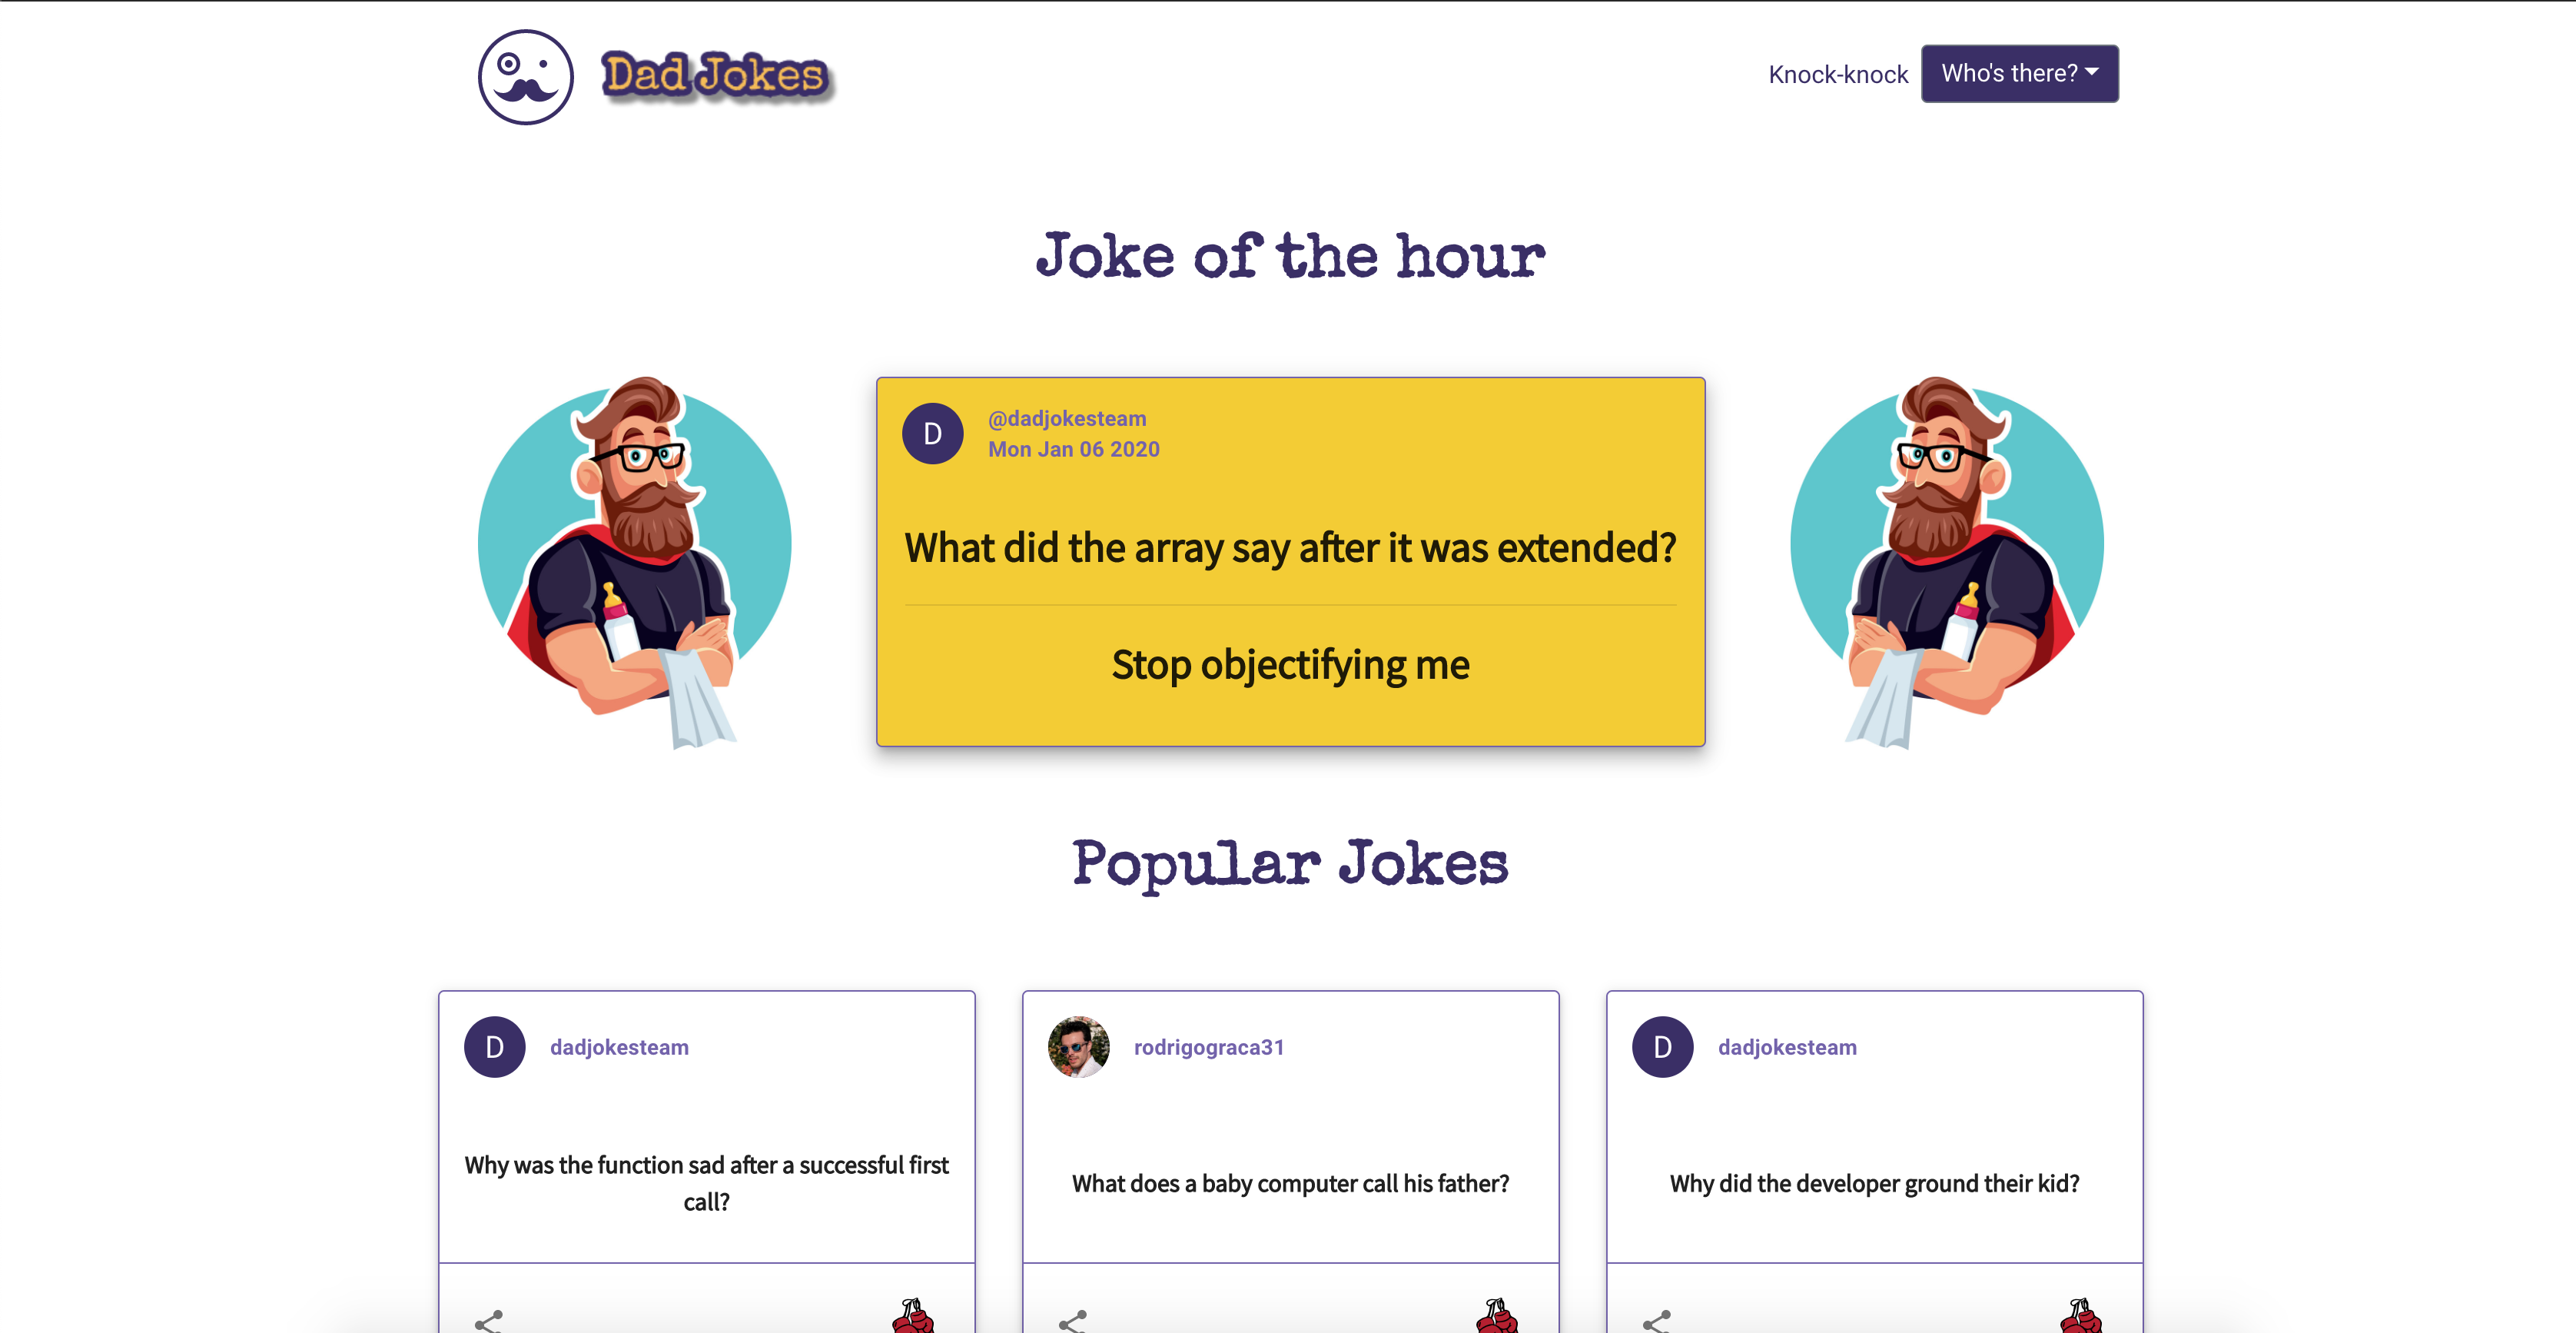 Dad Jokes
Knock-knock
Who's there?
Joke of the hour
D
@dadjokesteam
Mon Jan 06 2020
What did the array say after it was extended?
Stop objectifying me
Popular Jokes
D
dadjokesteam
Why was the function sad after a successful first
call?
rodrigograca31
What does a baby computer call his father?
D
dadjokesteam
Why did the developer ground their kid?